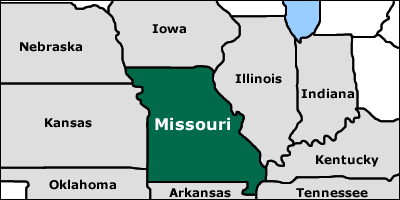 Iowa
Nebraska
Illinois
Indiana
Kansas
Missouri
Kentucky
Oklahoma
Arkansas
Tennessee